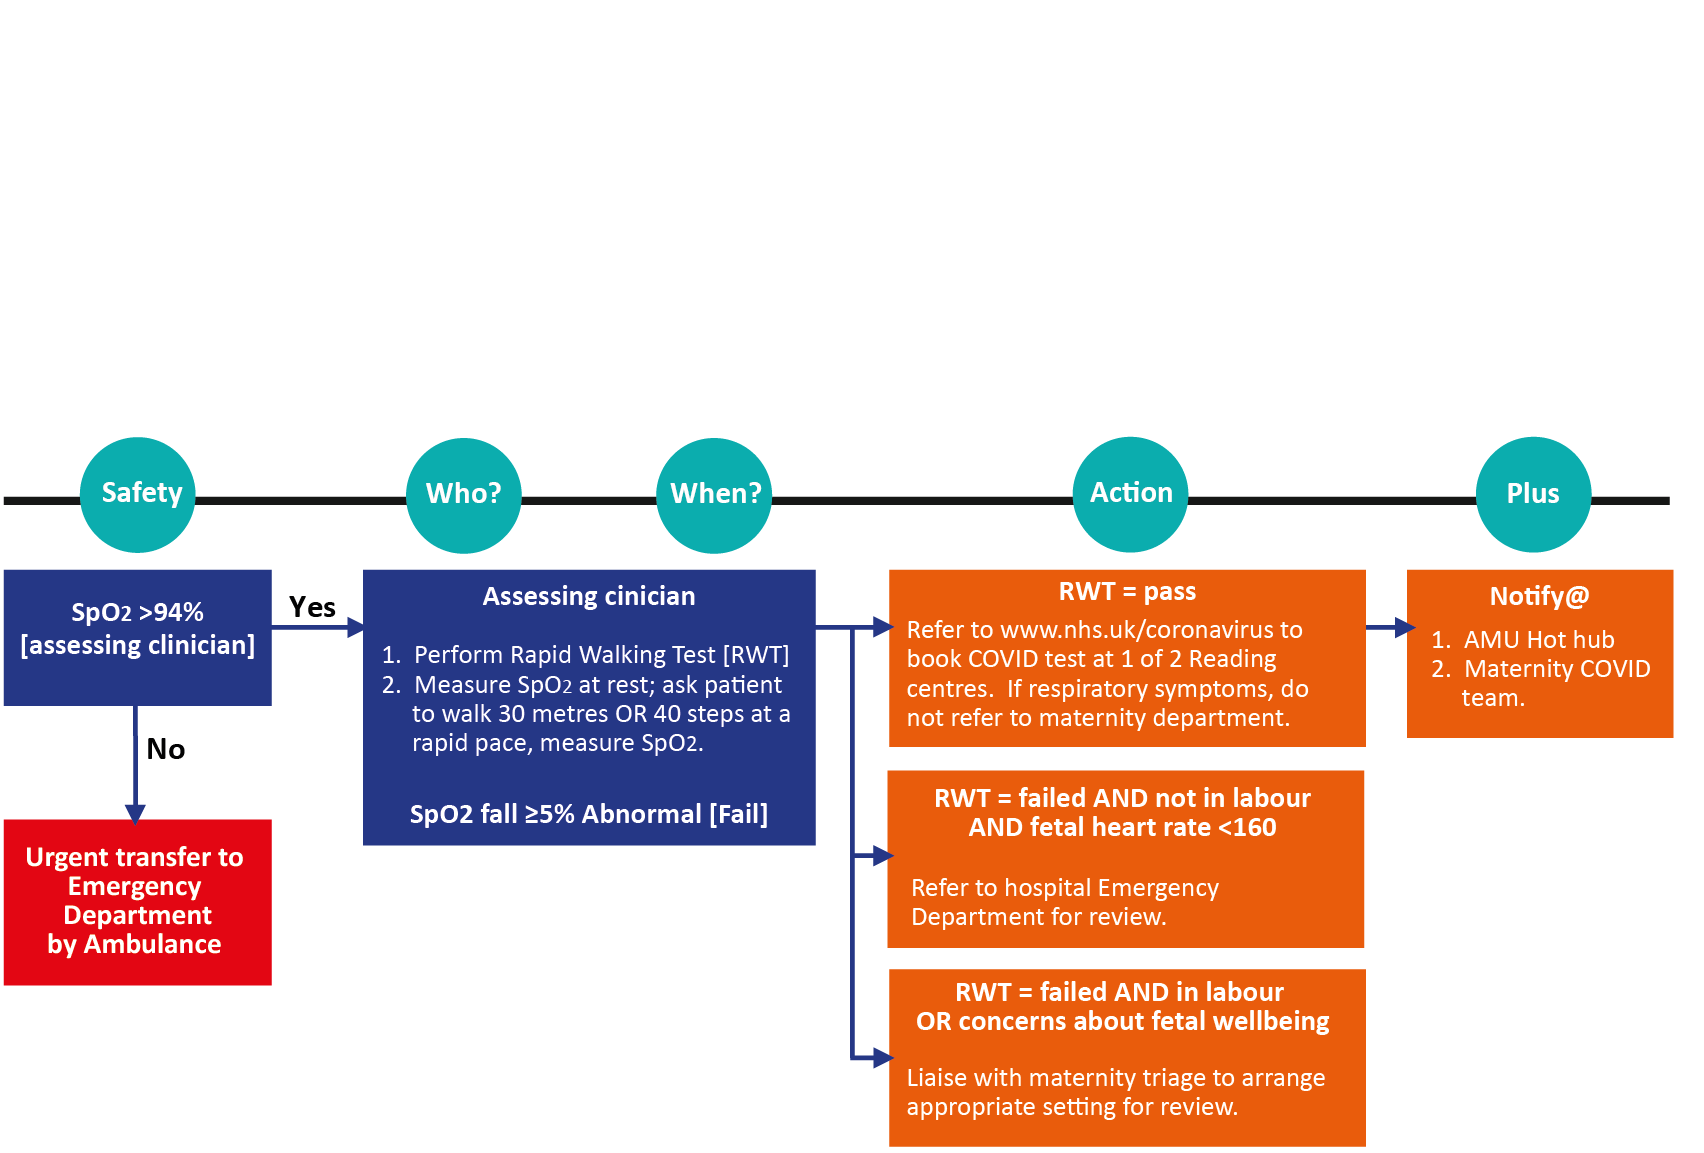 Safety
Who?
When?
Action
Plus
SpO2 >94%
[assessing clinician]
Yes
No
Urgent transfer to
Emergency
Department
by Ambulance
Assessing cinician
1. Perform Rapid Walking Test [RWT]
2. Measure SpO2 at rest; ask patient
to walk 30 metres OR 40 steps at a
rapid pace, measure SpO2.
SpO2 fall ≥5% Abnormal [Fail]
RWT = pass
Refer to www.nhs.uk/coronavirus to
book COVID test at 1 of 2 Reading
centres. If respiratory symptoms, do
not refer to maternity department.
RWT = failed AND not in labour
AND fetal heart rate <160
Refer to hospital Emergency
Department for review.
RWT = failed AND in labour
OR concerns about fetal wellbeing
Liaise with maternity triage to arrange
appropriate setting for review.
Notify@
1. AMU Hot hub
2. Maternity COVID
team.